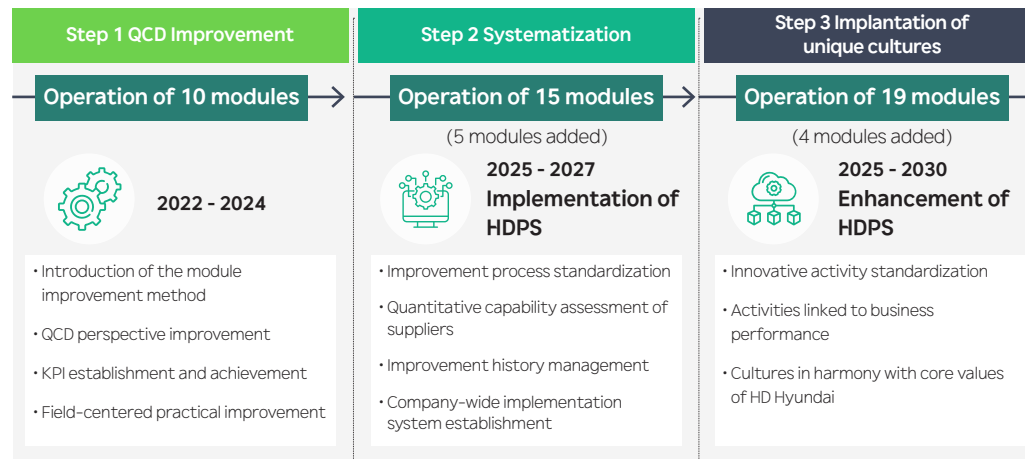 Step 1 QCD Improvement
Operation of 10 modules
2022 - 2024
• Introduction of the module
improvement method
• QCD perspective improvement
• KPI establishment and achievement
• Field-centered practical improvement
Step 2 Systematization
Operation of 15 modules
(5 modules added)
2025 - 2027
Implementation of
HDPS
• Improvement process standardization
• Quantitative capability assessment of
suppliers
• Improvement history management
• Company-wide implementation
system establishment
Step 3 Implantation of
unique cultures
Operation of 19 modules
(4 modules added)
2025 - 2030
Enhancement of
HDPS
• Innovative activity standardization
• Activities linked to business
performance
• Cultures in harmony with core values
of HD Hyundai